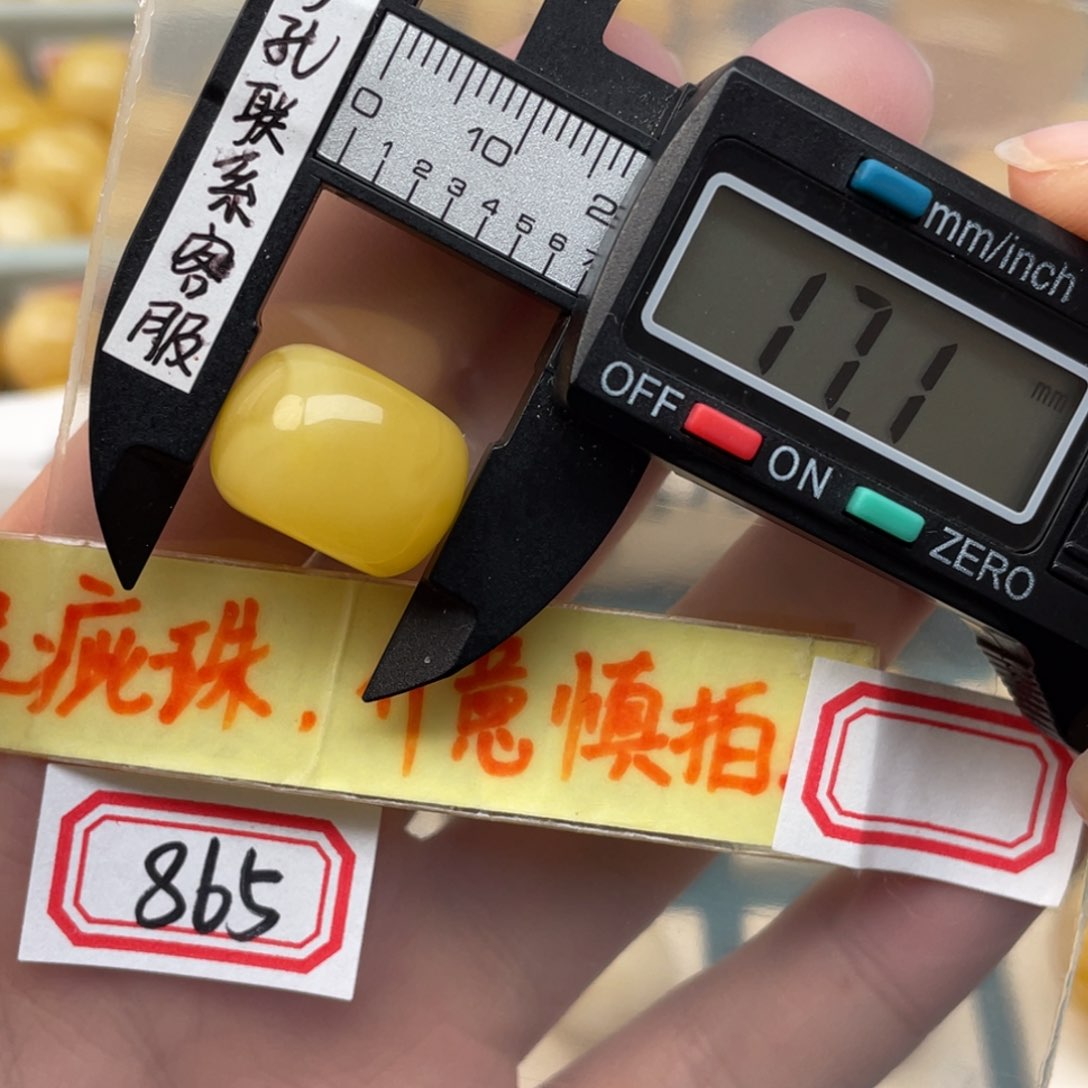 孔联系客服
0 10 2
1 2 3 4 5 6 7
mm/inch
17.1 mm
OFF
ON
ZERO
疵珠.介意慎拍.
865